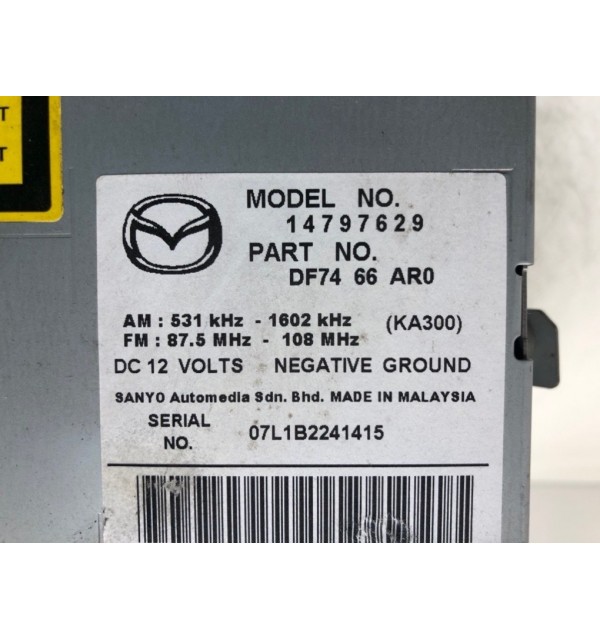 T
T
MODEL NO.
14797629
PART NO.
DF74 66 AR0
AM : 531 kHz - 1602 kHz (KA300)
FM : 87.5 MHz - 108 MHz
DC 12 VOLTS NEGATIVE GROUND
SANYO Automedia Sdn. Bhd. MADE IN MALAYSIA
SERIAL
NO. 07L1B2241415